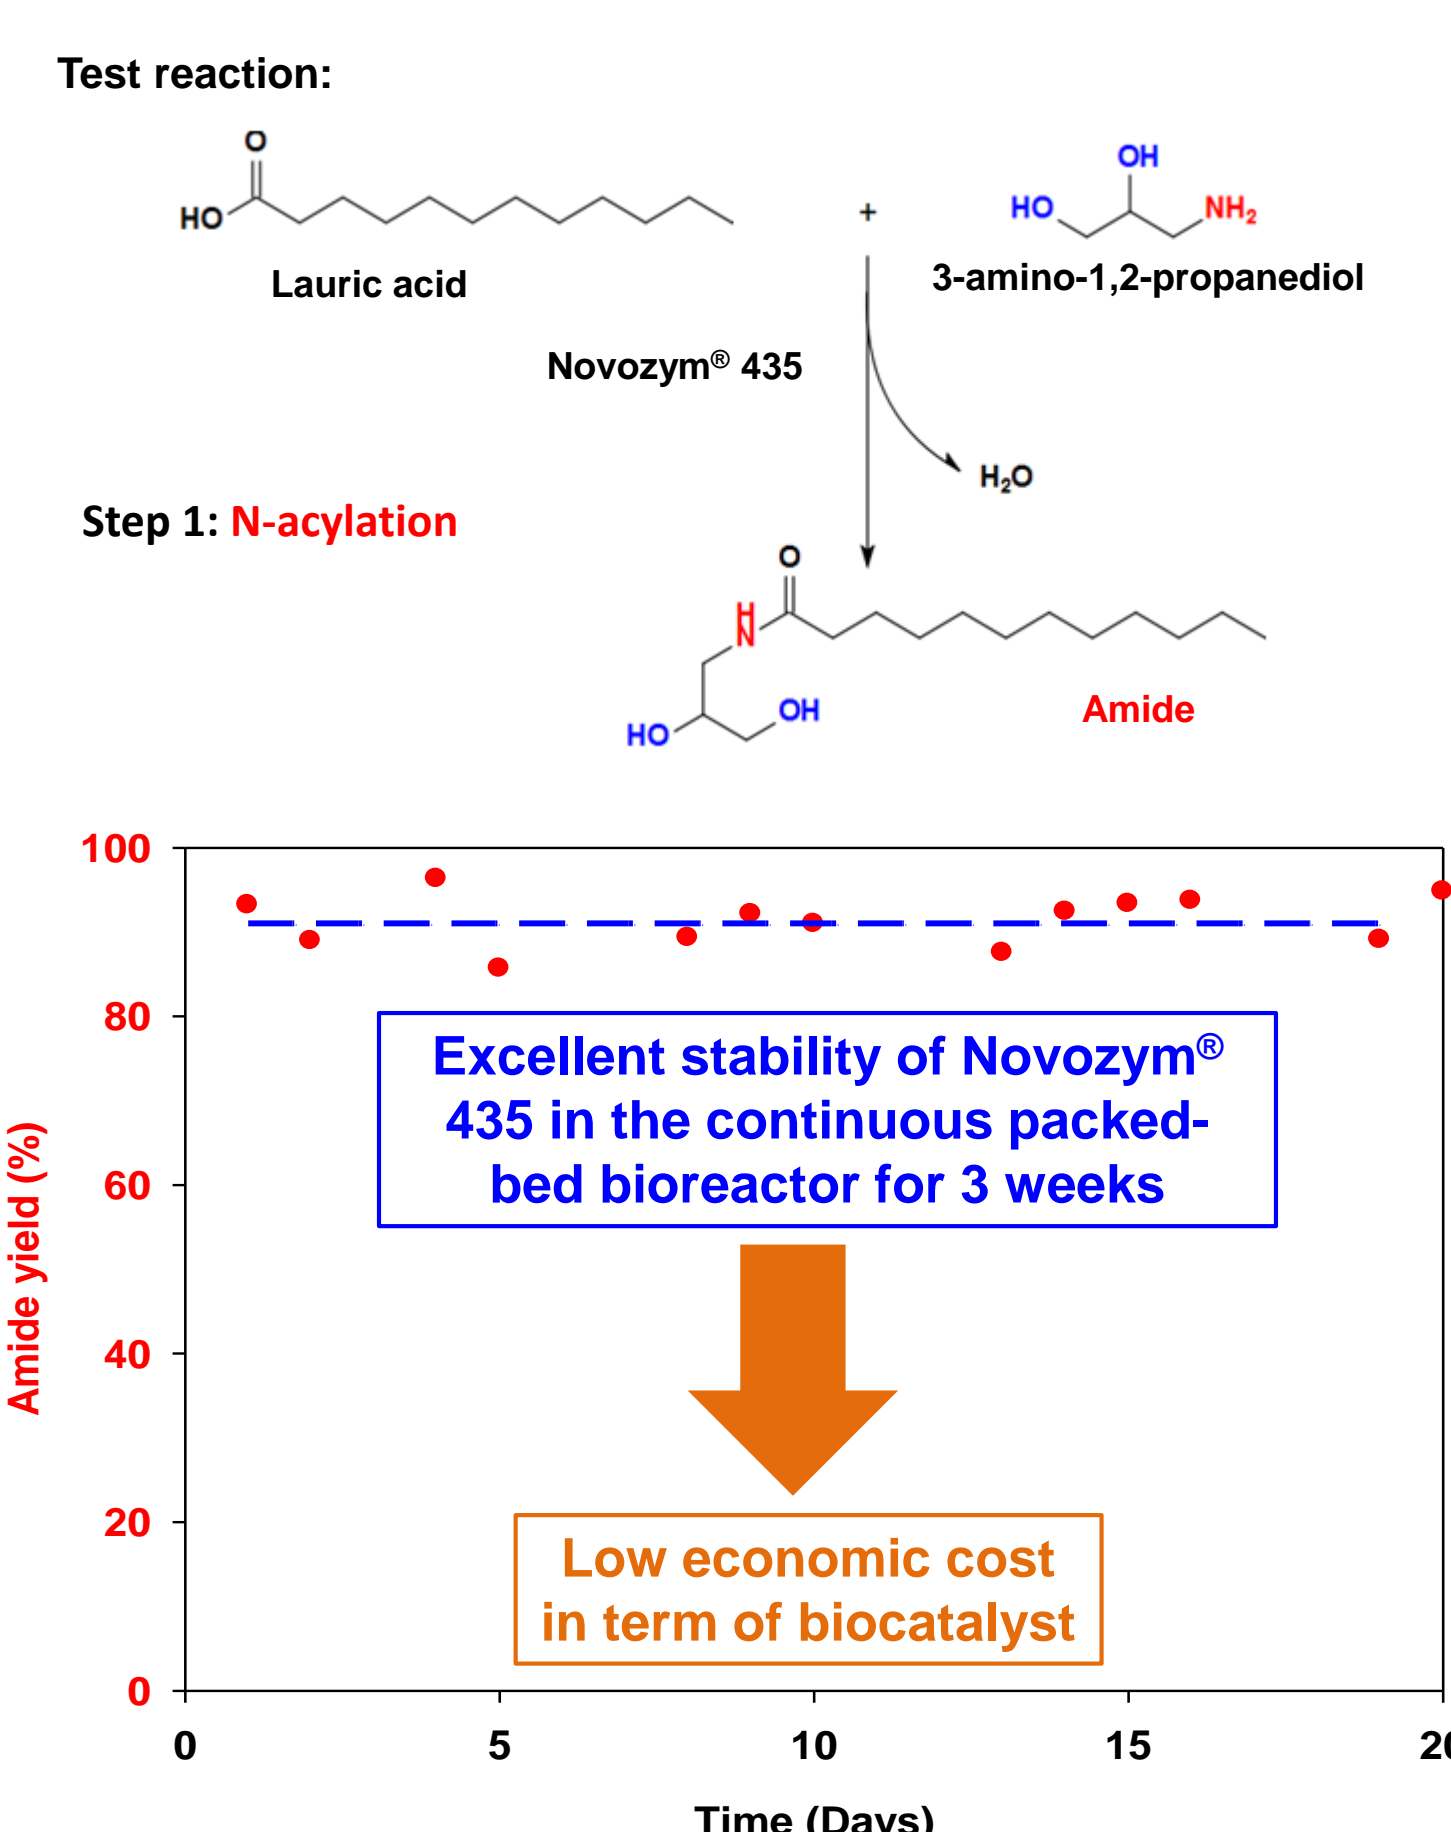 Test reaction:
O
HO
Lauric acid
+
OH
HO
NH₂
3-amino-1,2-propanediol
Novozym® 435
H₂O
Step 1: N-acylation
O
H
N
HO
OH
Amide
100
80
60
40
20
0
Amide yield (%)
Excellent stability of Novozym®
435 in the continuous packed-
bed bioreactor for 3 weeks
Low economic cost
in term of biocatalyst
0
5
10
15
20
Time (Days)